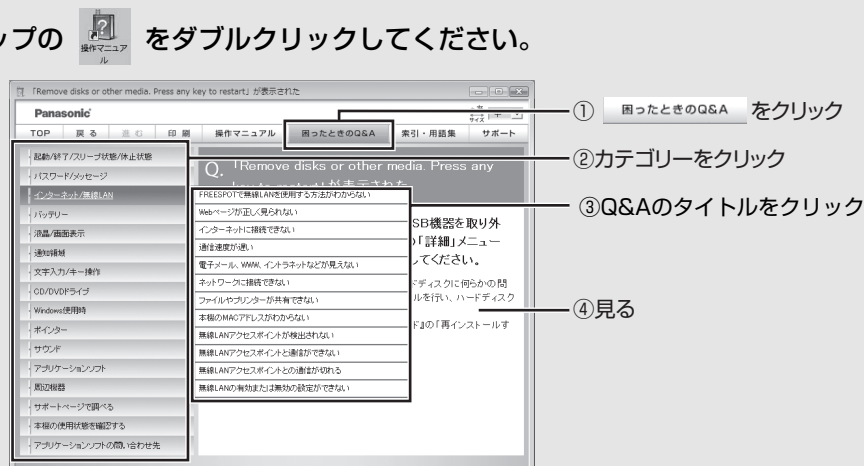 ップの 操作マニュアル をダブルクリックしてください。
「Remove disks or other media. Press any key to restart」が表示された
Panasonic
サイズ 中
TOP 戻る 進む 印刷 操作マニュアル 困ったときのQ&A 索引・用語集 サポート
① 困ったときのQ&A をクリック
②カテゴリーをクリック
③Q&Aのタイトルをクリック
④見る
起動/終了/スリープ状態/休止状態
パスワード/メッセージ
インターネット/無線LAN
バッテリー
液晶/画面表示
通知領域
文字入力/キー操作
CD/DVDドライブ
Windows使用時
ポインター
サウンド
アプリケーションソフト
周辺機器
サポートページで調べる
本機の使用状態を確認する
アプリケーションソフトの問い合わせ先
Q. 「Remove disks or other media. Press any
key to restart」が表示された
FREESPOTで無線LANを使用する方法がわからない
Webページが正しく見られない
インターネットに接続できない
通信速度が遅い
電子メール、WWW、イントラネットなどが見えない
ネットワークに接続できない
ファイルやプリンターが共有できない
本機のMACアドレスがわからない
無線LANアクセスポイントが検出されない
無線LANアクセスポイントと通信ができない
無線LANアクセスポイントとの通信が切れる
無線LANの有効または無効の設定ができない
SB機器を取り外
「詳細」メニュー
してください。
ドディスクに何らかの問
ルを行い、ハードディスク
ド』の「再インストールす